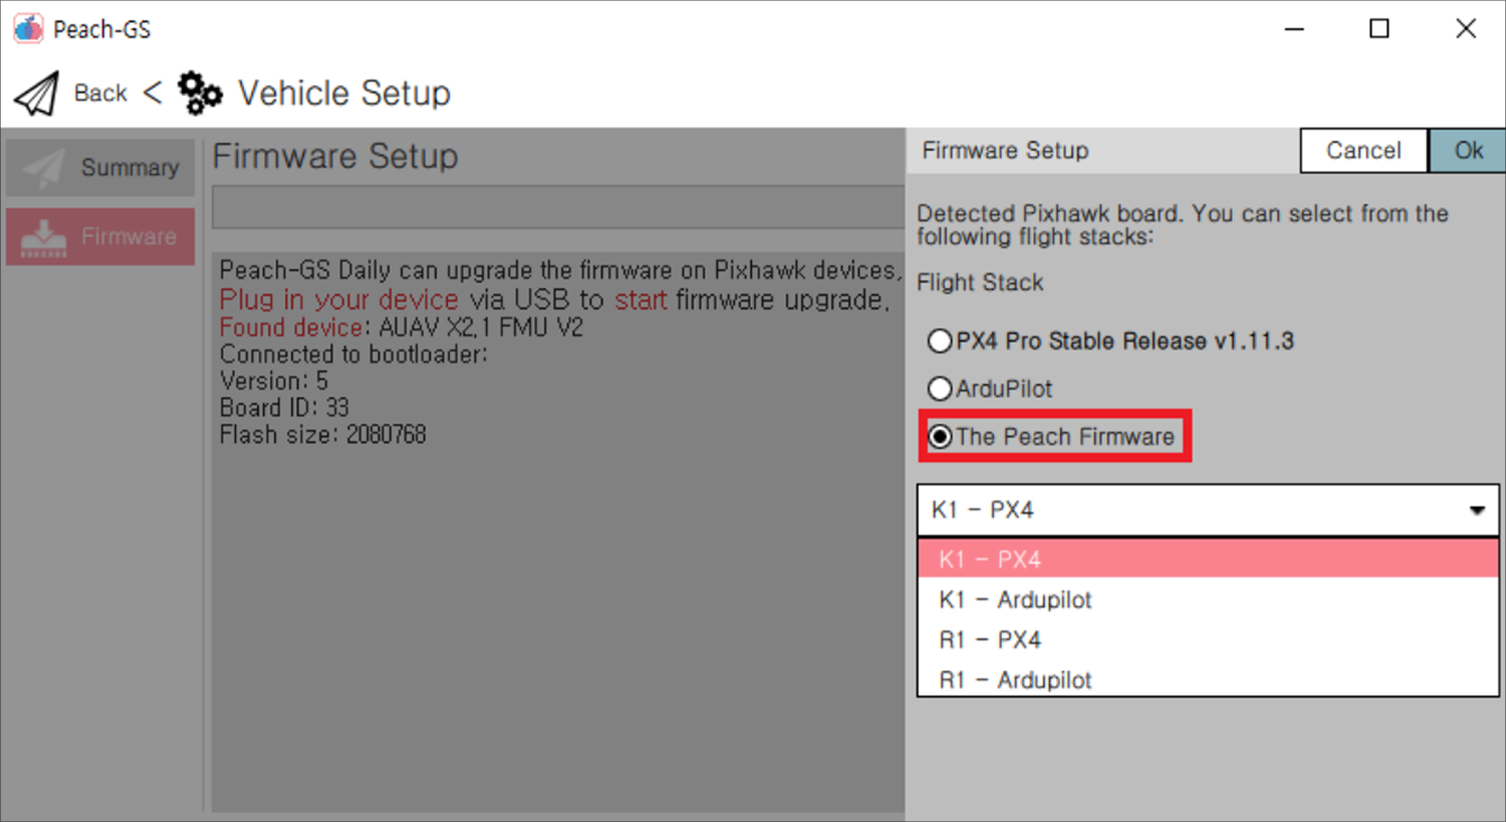 Peach-GS
Back < Vehicle Setup
Summary
Firmware
Firmware Setup
Peach-GS Daily can upgrade the firmware on Pixhawk devices,
Plug in your device via USB to start firmware upgrade,
Found device: AUAV X2,1 FMU V2
Connected to bootloader:
Version: 5
Board ID: 33
Flash size: 2080768
Firmware Setup
Cancel
Ok
Detected Pixhawk board. You can select from the
following flight stacks:
Flight Stack
PX4 Pro Stable Release v1.11.3
ArduPilot
The Peach Firmware
K1 - PX4
K1 - PX4
K1 - Ardupilot
R1 - PX4
R1 - Ardupilot